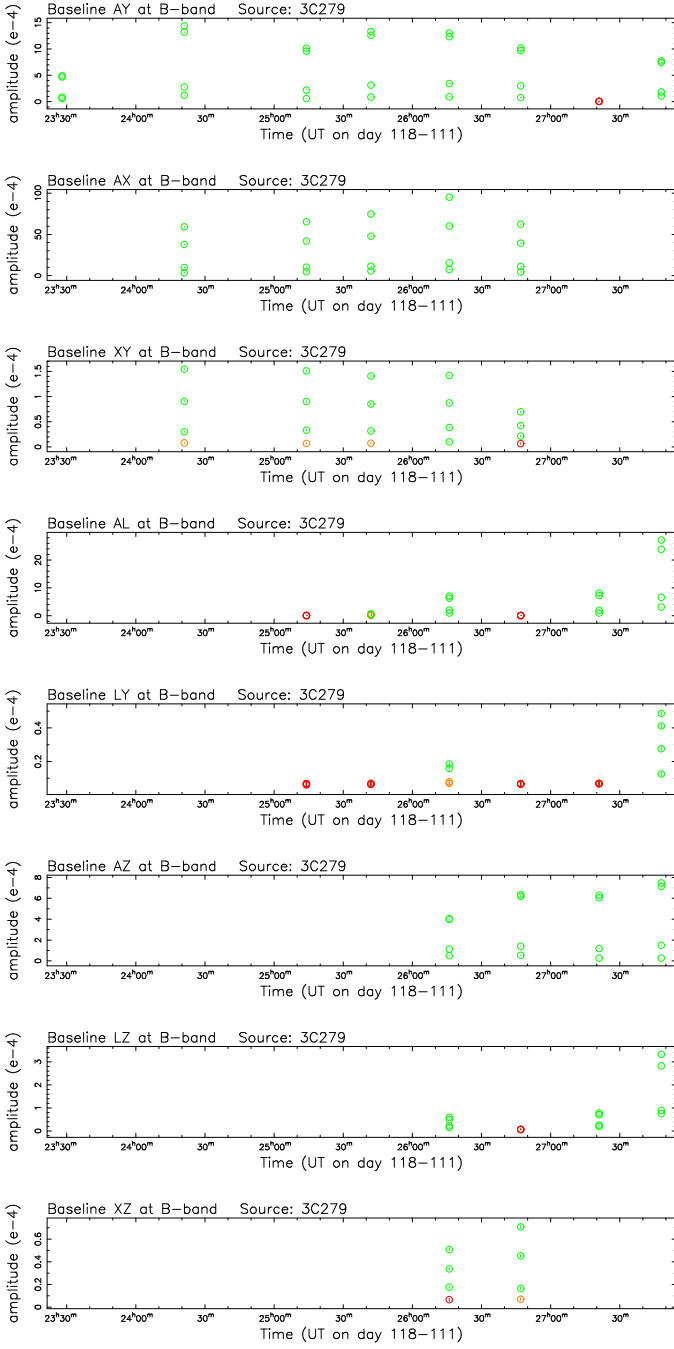 Baseline AY at B-band Source: 3C279
amplitude (e-4)
0 5 10 15
23h30m 24h00m 30m 25h00m 30m 26h00m 30m 27h00m 30m
Time (UT on day 118-111)
Baseline AX at B-band Source: 3C279
amplitude (e-4)
0 50 100
23h30m 24h00m 30m 25h00m 30m 26h00m 30m 27h00m 30m
Time (UT on day 118-111)
Baseline XY at B-band Source: 3C279
amplitude (e-4)
0 0.5 1 1.5
23h30m 24h00m 30m 25h00m 30m 26h00m 30m 27h00m 30m
Time (UT on day 118-111)
Baseline AL at B-band Source: 3C279
amplitude (e-4)
0 10 20
23h30m 24h00m 30m 25h00m 30m 26h00m 30m 27h00m 30m
Time (UT on day 118-111)
Baseline LY at B-band Source: 3C279
amplitude (e-4)
0.2 0.4
23h30m 24h00m 30m 25h00m 30m 26h00m 30m 27h00m 30m
Time (UT on day 118-111)
Baseline AZ at B-band Source: 3C279
amplitude (e-4)
0 2 4 6 8
23h30m 24h00m 30m 25h00m 30m 26h00m 30m 27h00m 30m
Time (UT on day 118-111)
Baseline LZ at B-band Source: 3C279
amplitude (e-4)
0 1 2 3
23h30m 24h00m 30m 25h00m 30m 26h00m 30m 27h00m 30m
Time (UT on day 118-111)
Baseline XZ at B-band Source: 3C279
amplitude (e-4)
0 0.2 0.4 0.6
23h30m 24h00m 30m 25h00m 30m 26h00m 30m 27h00m 30m
Time (UT on day 118-111)